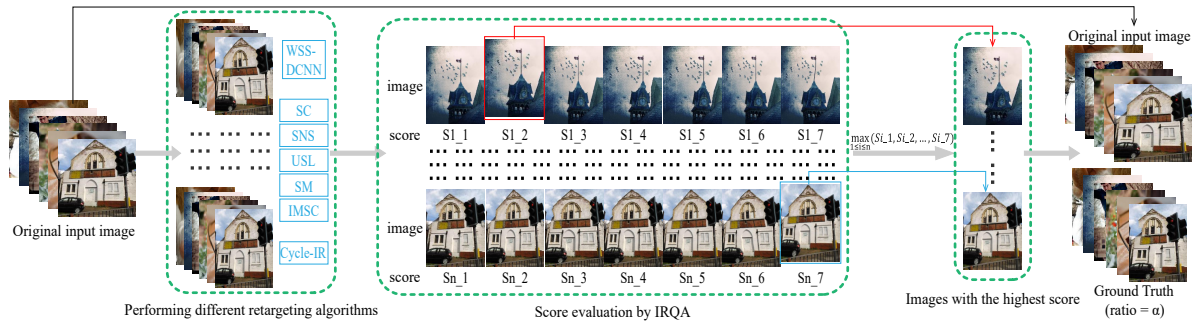 Original input image
WSS-
DCNN
SC
SNS
USL
SM
IMSC
Cycle-IR
Performing different retargeting algorithms
image
score
S1_1 S1_2 S1_3 S1_4 S1_5 S1_6 S1_7
image
score
Sn_1 Sn_2 Sn_3 Sn_4 Sn_5 Sn_6 Sn_7
Score evaluation by IRQA
max(Si_1, Si_2, ..., Si_7)
1≤i≤n
Images with the highest score
Original input image
Ground Truth
(ratio = α)